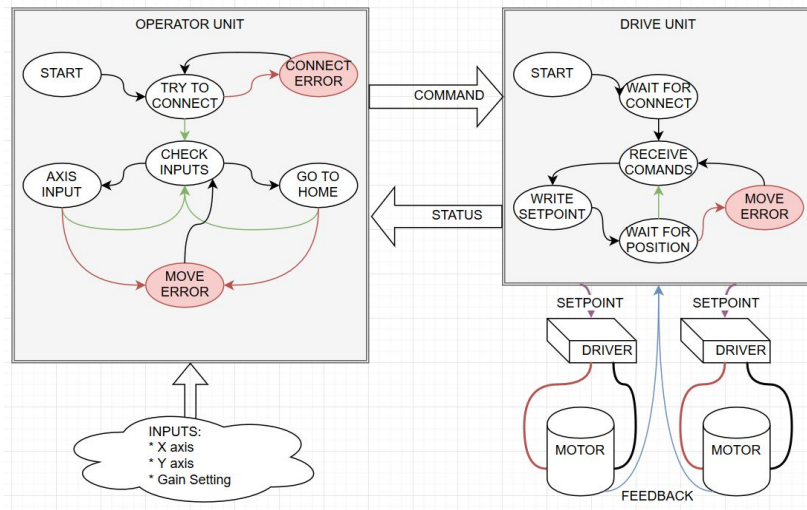 OPERATOR UNIT
START
TRY TO
CONNECT
CONNECT
ERROR
CHECK
INPUTS
AXIS
INPUT
GO TO
HOME
MOVE
ERROR
COMMAND
STATUS
DRIVE UNIT
START
WAIT FOR
CONNECT
RECEIVE
COMANDS
WRITE
SETPOINT
WAIT FOR
POSITION
MOVE
ERROR
SETPOINT
SETPOINT
DRIVER
DRIVER
MOTOR
MOTOR
FEEDBACK
INPUTS:
* X axis
* Y axis
* Gain Setting